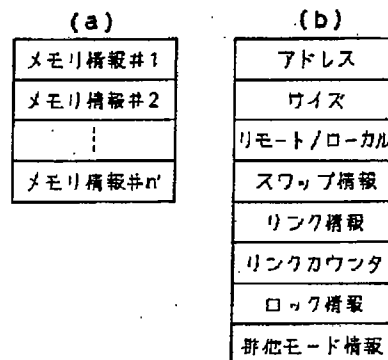 (a)
メモリ情報#1
メモリ情報#2
メモリ情報#n'
(b)
アドレス
サイズ
リモート/ローカル
スワップ情報
リンク情報
リンクカウンタ
ロック情報
排他モード情報